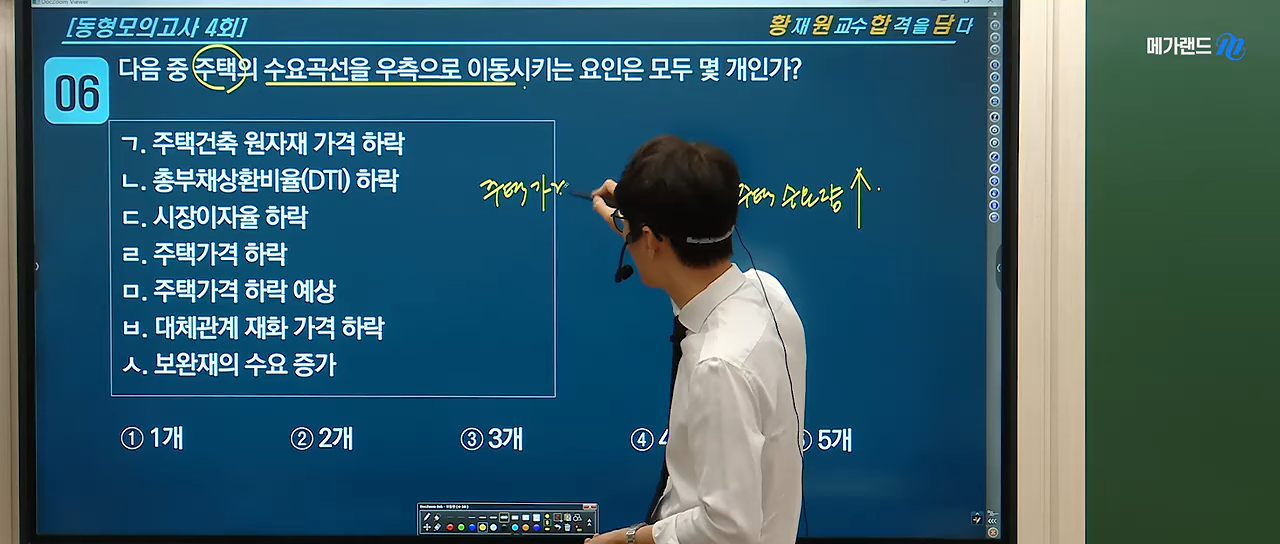 DocZoom Viewer
[동형모의고사 4회]
황재원교수합격을 담다
메가랜드
06 다음 중 주택의 수요곡선을 우측으로 이동시키는 요인은 모두 몇 개인가?
ㄱ. 주택건축 원자재 가격 하락
ㄴ. 총부채상환비율(DTI) 하락
ㄷ. 시장이자율 하락
ㄹ. 주택가격 하락
ㅁ. 주택가격 하락 예상
ㅂ. 대체관계 재화 가격 하락
ㅅ. 보완재의 수요 증가
주택가
주택 수요량 ↑
① 1개 ② 2개 ③ 3개 ④ 5개